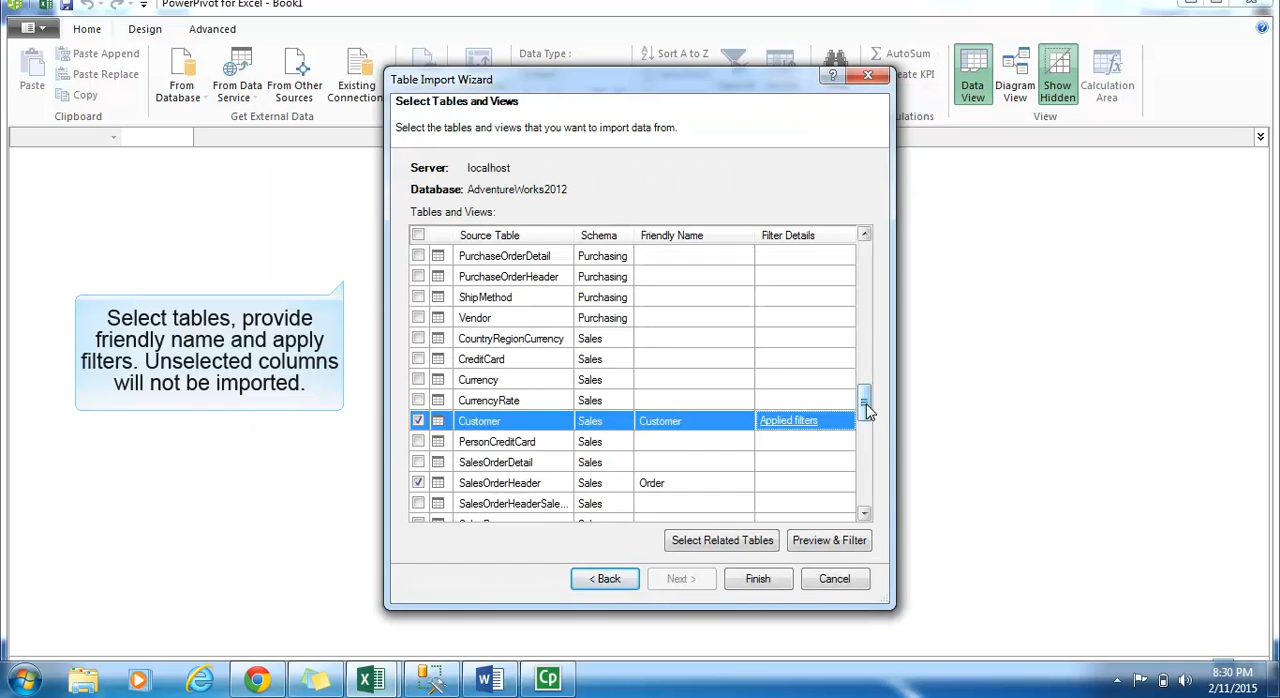 PowerPivot for Excel - Book1
Home Design Advanced
Paste
Paste Append
Paste Replace
Copy
Clipboard
From Database
From Data Service
From Other Sources
Existing Connection
Get External Data
Data Type :
Sort A to Z
AutoSum
KPI
Data View
Diagram View
Show Hidden
Calculation Area
View
Table Import Wizard
Select Tables and Views
Select the tables and views that you want to import data from.
Server: localhost
Database: AdventureWorks2012
Tables and Views:
Source Table Schema Friendly Name Filter Details
PurchaseOrderDetail Purchasing
PurchaseOrderHeader Purchasing
ShipMethod Purchasing
Vendor Purchasing
CountryRegionCurrency Sales
CreditCard Sales
Currency Sales
CurrencyRate Sales
Customer Sales Customer Applied filters
PersonCreditCard Sales
SalesOrderDetail Sales
SalesOrderHeader Sales Order
SalesOrderHeaderSale... Sales
Select Related Tables Preview & Filter
< Back Next > Finish Cancel
Select tables, provide
friendly name and apply
filters. Unselected columns
will not be imported.
8:30 PM
2/11/2015